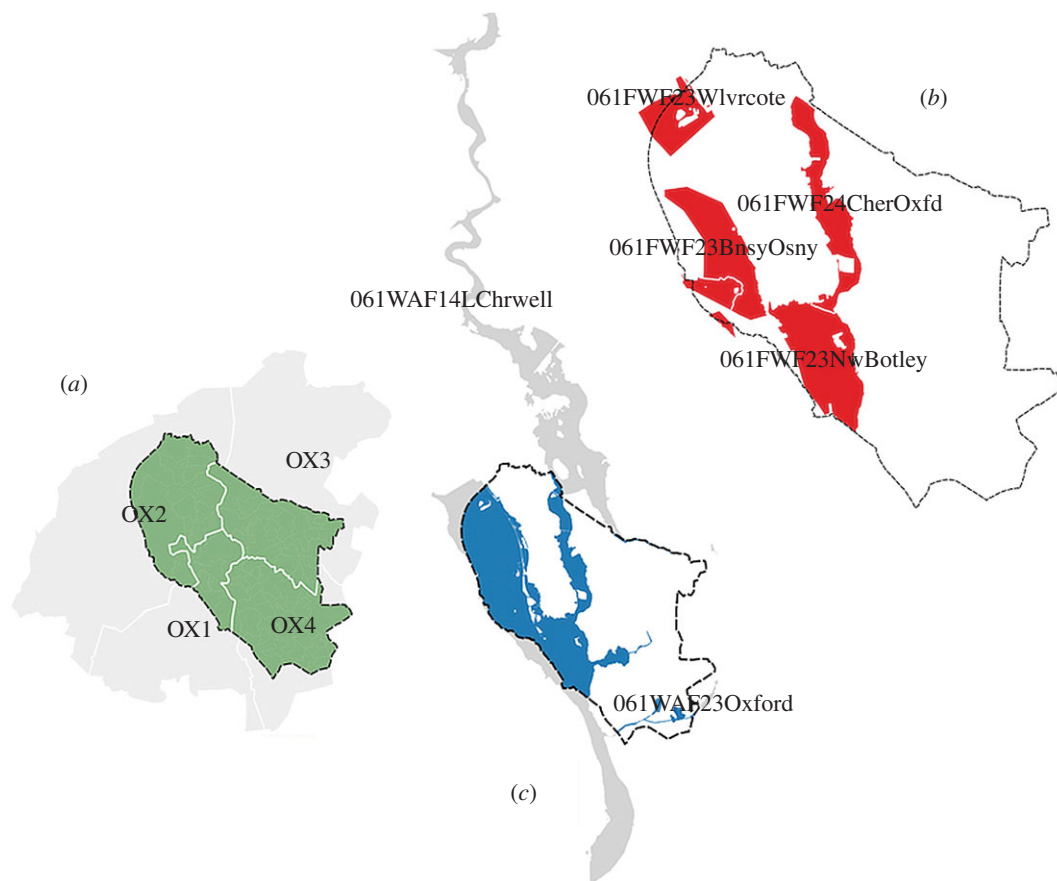 061FWF23Wlvrcote
(b)
061FWF24CherOxfd
061FWF23BnsyOsny
061WAF14LChrwell
061FWF23NwBotley
(a)
OX3
OX2
OX1
OX4
061WAF23Oxford
(c)